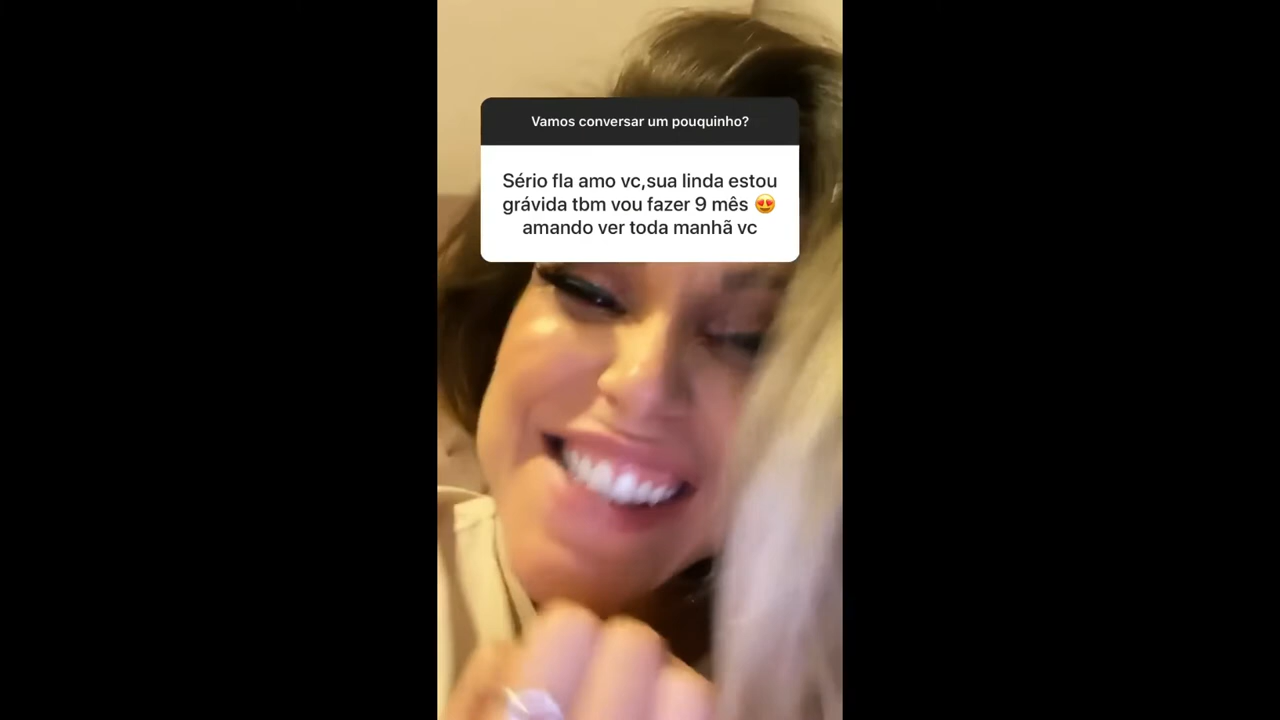 Vamos conversar um pouquinho?
Sério fla amo vc,sua linda estou
grávida tbm vou fazer 9 mês 😍
amando ver toda manhã vc